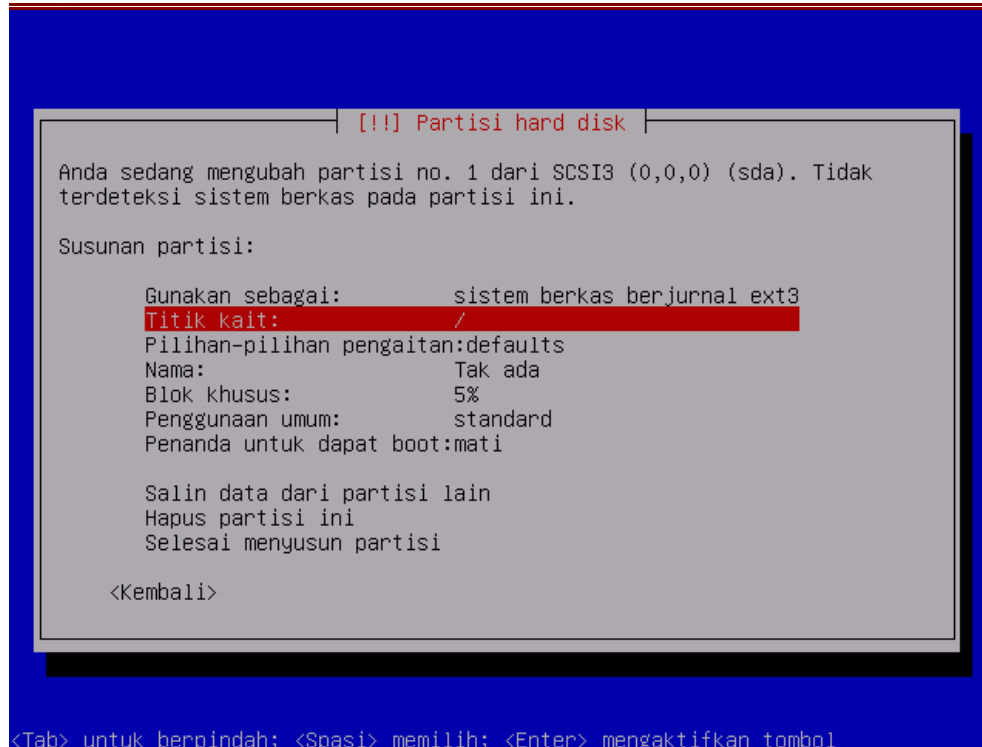 [!!] Partisi hard disk
Anda sedang mengubah partisi no. 1 dari SCSI3 (0,0,0) (sda). Tidak
terdeteksi sistem berkas pada partisi ini.
Susunan partisi:
Gunakan sebagai: sistem berkas berjurnal ext3
Titik kait: /
Pilihan-pilihan pengaitan:defaults
Nama: Tak ada
Blok khusus: 5%
Penggunaan umum: standard
Penanda untuk dapat boot:mati
Salin data dari partisi lain
Hapus partisi ini
Selesai menyusun partisi
<Kembali>
<Tab> untuk berpindah; <Spasi> memilih; <Enter> mengaktifkan tombol